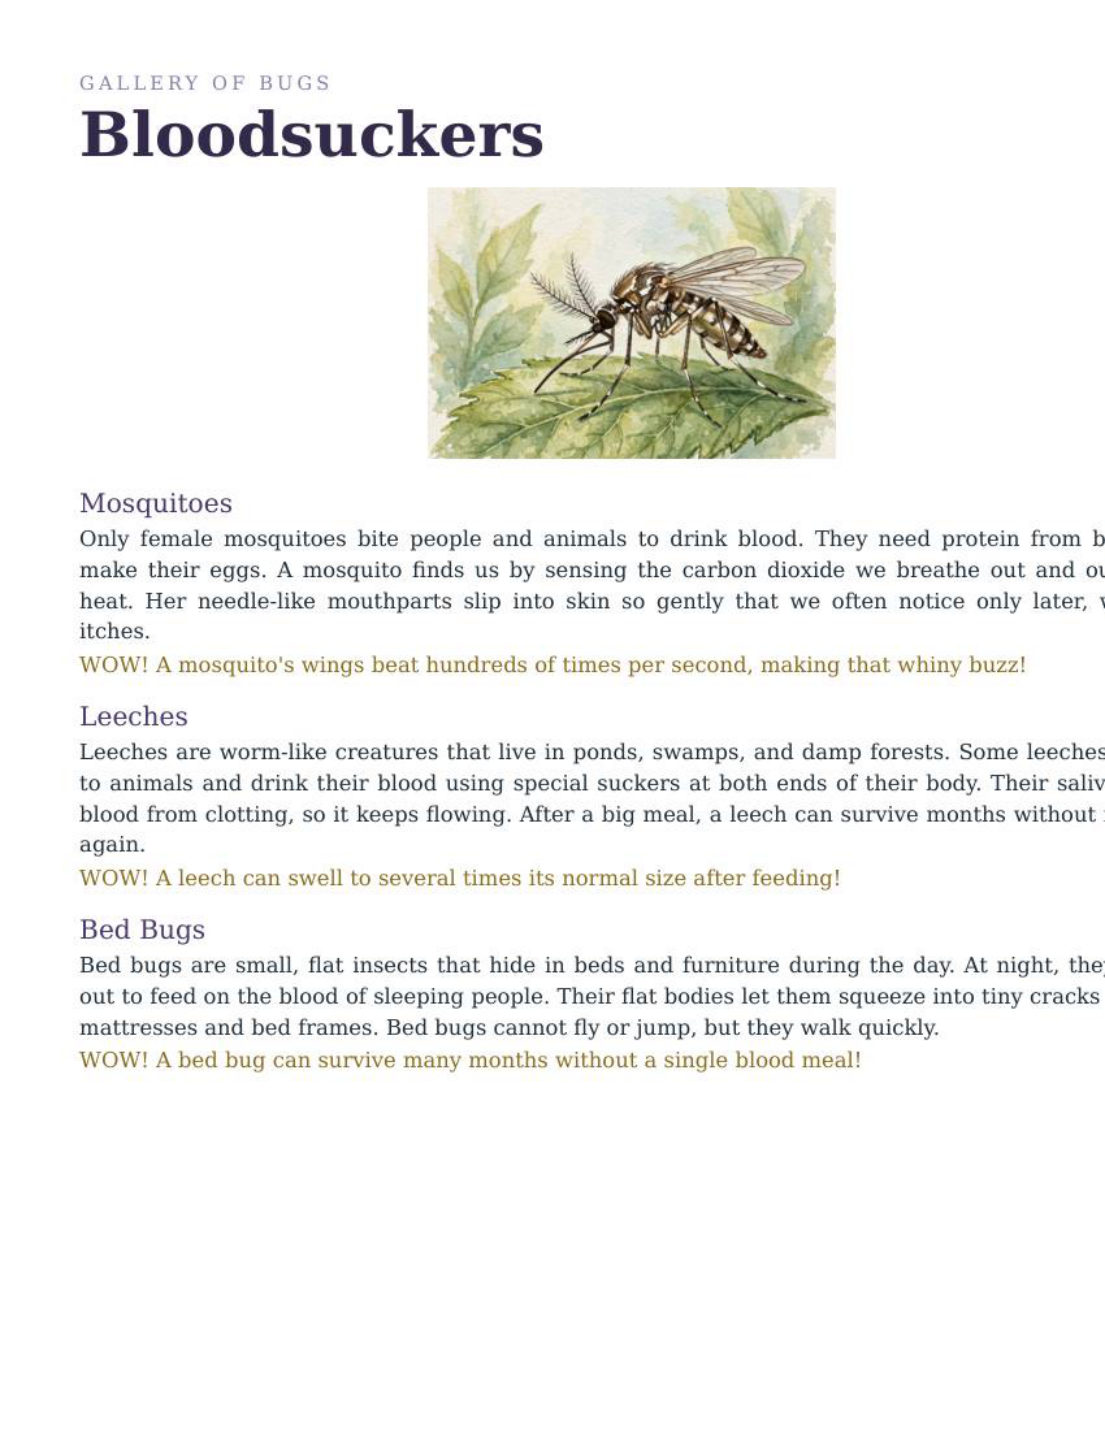 GALLERY OF BUGS
Bloodsuckers
Mosquitoes
Only female mosquitoes bite people and animals to drink blood. They need protein from
make their eggs. A mosquito finds us by sensing the carbon dioxide we breathe out and
heat. Her needle-like mouthparts slip into skin so gently that we often notice only later,
itches.
WOW! A mosquito's wings beat hundreds of times per second, making that whiny buzz!
Leeches
Leeches are worm-like creatures that live in ponds, swamps, and damp forests. Some leeches
to animals and drink their blood using special suckers at both ends of their body. Their
blood from clotting, so it keeps flowing. After a big meal, a leech can survive months without
again.
WOW! A leech can swell to several times its normal size after feeding!
Bed Bugs
Bed bugs are small, flat insects that hide in beds and furniture during the day. At night,
out to feed on the blood of sleeping people. Their flat bodies let them squeeze into tiny cracks
mattresses and bed frames. Bed bugs cannot fly or jump, but they walk quickly.
WOW! A bed bug can survive many months without a single blood meal!